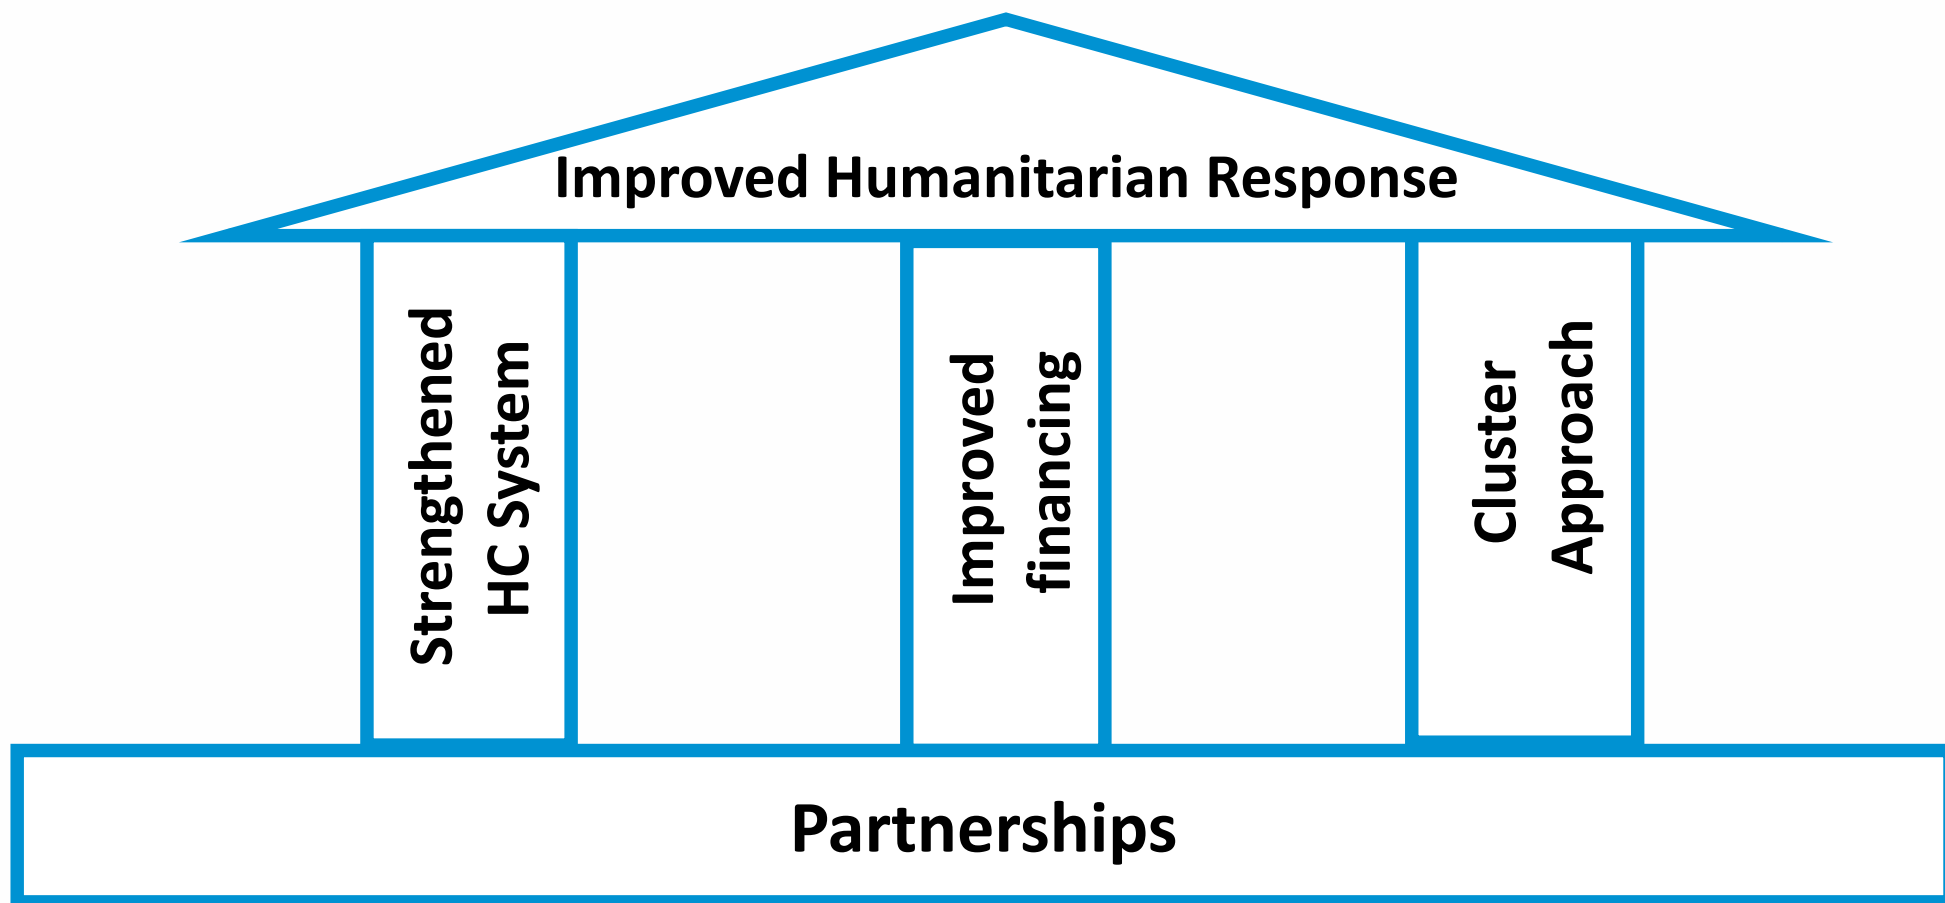 Improved Humanitarian Response
Strengthened
HC System
Improved
financing
Cluster
Approach
Partnerships